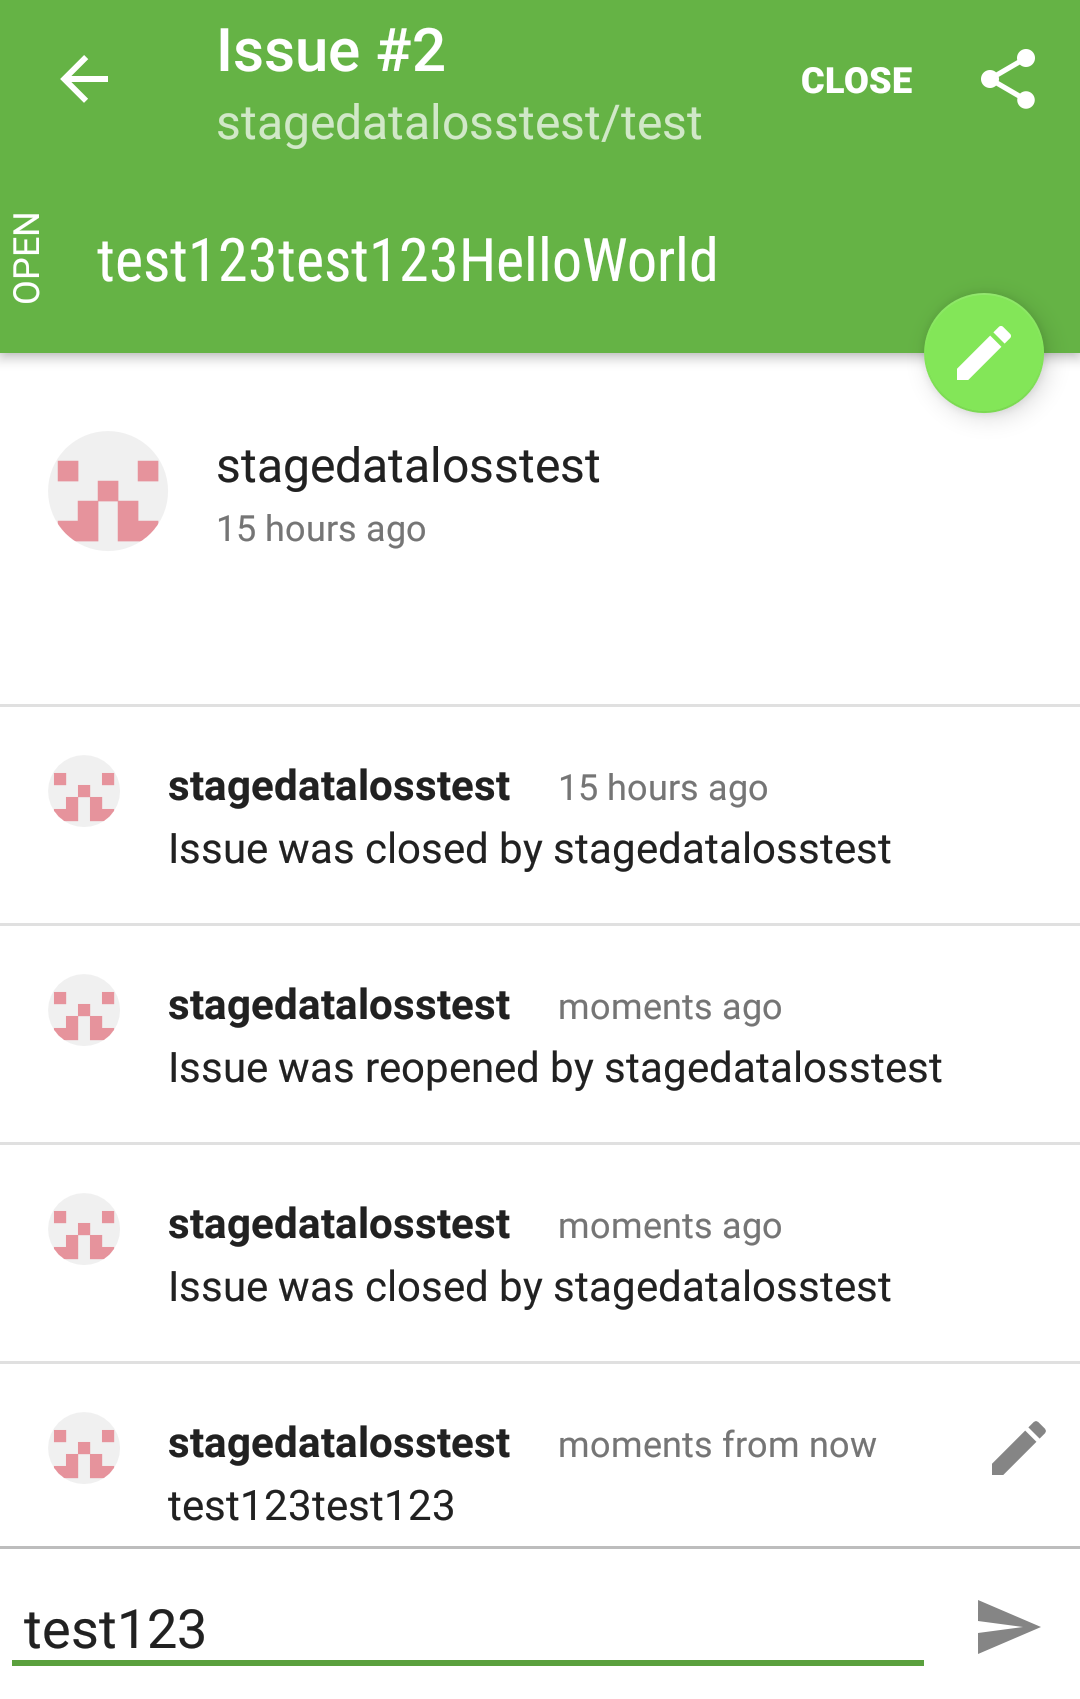 Issue #2
stagedatalosstest/test
CLOSE
OPEN
test123test123HelloWorld
stagedatalosstest
15 hours ago
stagedatalosstest 15 hours ago
Issue was closed by stagedatalosstest
stagedatalosstest moments ago
Issue was reopened by stagedatalosstest
stagedatalosstest moments ago
Issue was closed by stagedatalosstest
stagedatalosstest moments from now
test123test123
test123